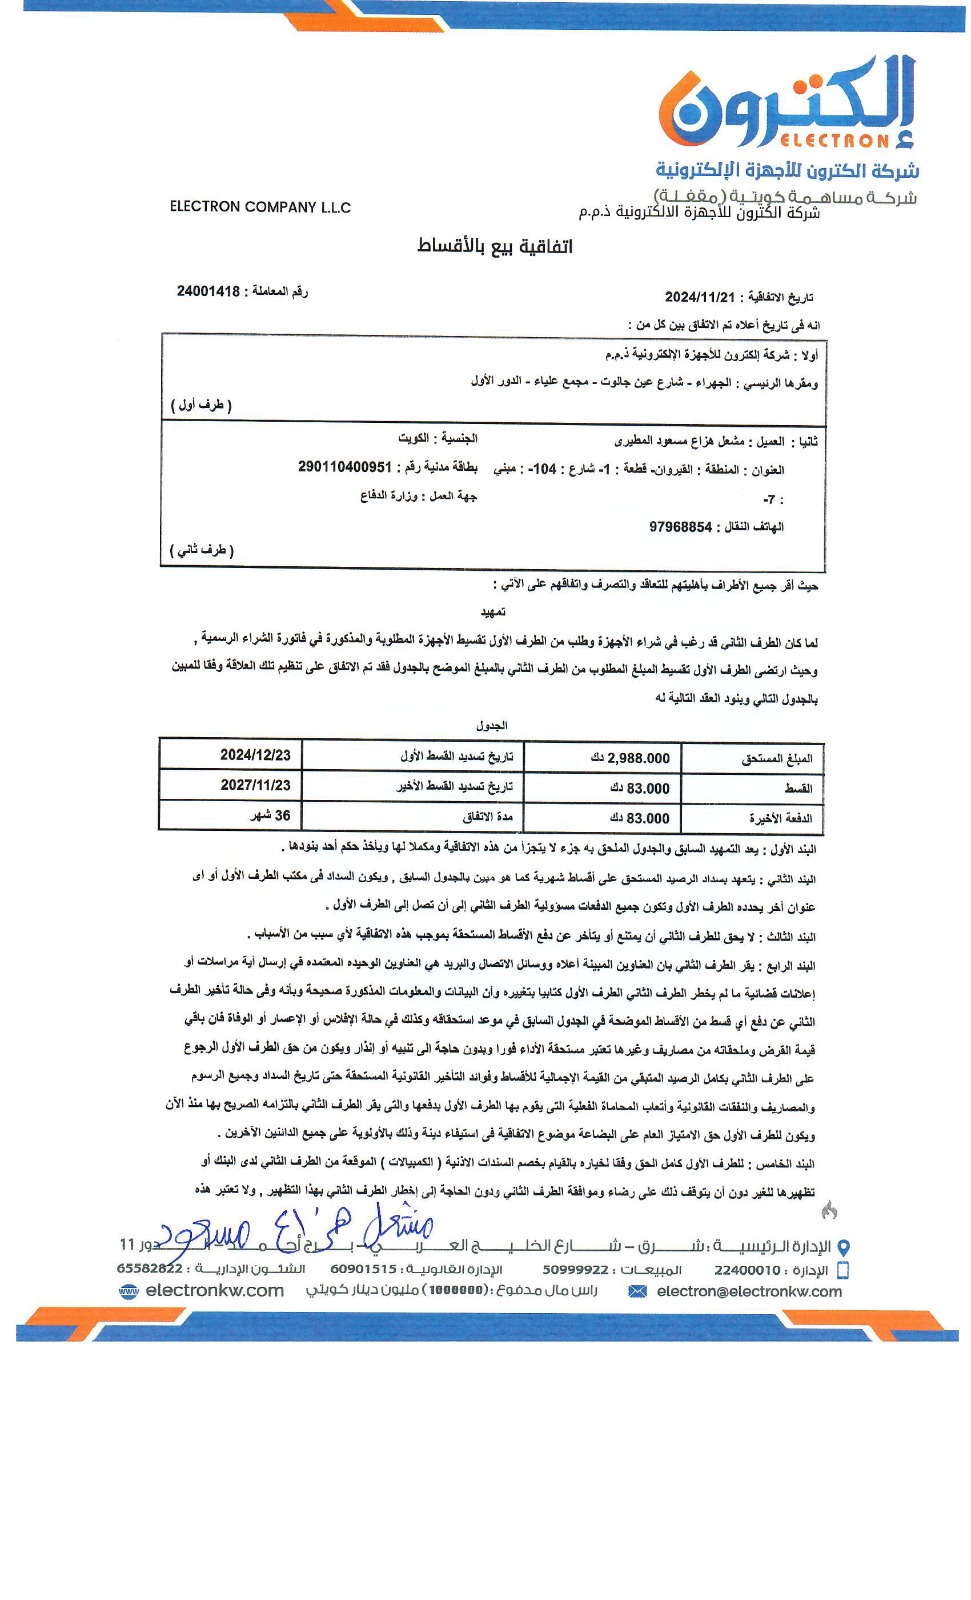 إلكترون
ELECTRON
شركة الكترون للأجهزة الإلكترونية
شركة مساهمة كويتية (مقفلة)
شركة الكترون للأجهزة الالكترونية ذ.م.م
ELECTRON COMPANY L.L.C
اتفاقية بيع بالأقساط
تاريخ الاتفاقية : 2024/11/21
رقم المعاملة : 24001418
انه فى تاريخ أعلاه تم الاتفاق بين كل من :
أولا : شركة إلكترون للأجهزة الإلكترونية ذ.م.م
ومقرها الرئيسي : الجهراء - شارع عين جالوت - مجمع علياء - الدور الأول
( طرف أول )
ثانيا : العميل : مشعل هزاع مسعود المطيرى
الجنسية : الكويت
العنوان : المنطقة : القيروان- قطعة : 1- شارع : 104- : مبني
بطاقة مدنية رقم : 290110400951
: 7-
جهة العمل : وزارة الدفاع
الهاتف النقال : 97968854
( طرف ثاني )
حيث أقر جميع الأطراف بأهليتهم للتعاقد والتصرف واتفاقهم على الآتي :
تمهيد
لما كان الطرف الثاني قد رغب في شراء الأجهزة وطلب من الطرف الأول تقسيط الأجهزة المطلوبة والمذكورة في فاتورة الشراء الرسمية ,
وحيث ارتضى الطرف الأول تقسيط المبلغ المطلوب من الطرف الثاني بالمبلغ الموضح بالجدول فقد تم الاتفاق على تنظيم تلك العلاقة وفقا للمبين
بالجدول التالي وبنود العقد التالية له
الجدول
المبلغ المستحق 2,988.000 دك تاريخ تسديد القسط الأول 2024/12/23
القسط 83.000 دك تاريخ تسديد القسط الأخير 2027/11/23
الدفعة الأخيرة 83.000 دك مدة الاتفاق 36 شهر
البند الأول : يعد التمهيد السابق والجدول الملحق به جزء لا يتجزأ من هذه الاتفاقية ومكملا لها ويأخذ حكم أحد بنودها .
البند الثاني : يتعهد بسداد الرصيد المستحق على أقساط شهرية كما هو مبين بالجدول السابق , ويكون السداد فى مكتب الطرف الأول أو اى
عنوان أخر يحدده الطرف الأول وتكون جميع الدفعات مسؤولية الطرف الثاني إلى أن تصل إلى الطرف الأول .
البند الثالث : لا يحق للطرف الثاني أن يمتنع أو يتأخر عن دفع الأقساط المستحقة بموجب هذه الاتفاقية لأي سبب من الأسباب .
البند الرابع : يقر الطرف الثاني بان العناوين المبينة أعلاه ووسائل الاتصال والبريد هي العناوين الوحيده المعتمده في إرسال أية مراسلات أو
إعلانات قضائية ما لم يخطر الطرف الثاني الطرف الأول كتابيا بتغييره وأن البيانات والمعلومات المذكورة صحيحة وبأنه وفى حالة تأخير الطرف
الثاني عن دفع أي قسط من الأقساط الموضحة في الجدول السابق في موعد استحقاقه وكذلك في حالة الإفلاس أو الإعسار أو الوفاة فان باقي
قيمة القرض وملحقاته من مصاريف وغيرها تعتبر مستحقة الأداء فورا وبدون حاجة الى تنبيه أو إنذار ويكون من حق الطرف الأول الرجوع
على الطرف الثاني بكامل الرصيد المتبقي من القيمة الإجمالية للأقساط وفوائد التأخير القانونية المستحقة حتى تاريخ السداد وجميع الرسوم
والمصاريف والنفقات القانونية وأتعاب المحاماة الفعلية التى يقوم بها الطرف الأول بدفعها والتى يقر الطرف الثاني بالتزامه الصريح بها منذ الآن
ويكون للطرف الأول حق الامتياز العام على البضاعة موضوع الاتفاقية فى استيفاء دينة وذلك بالأولوية على جميع الدائنين الآخرين .
البند الخامس : للطرف الأول كامل الحق وفقا لخياره بالقيام بخصم السندات الاذنية ( الكمبيالات ) الموقعة من الطرف الثاني لدى البنك أو
تظهيرها للغير دون أن يتوقف ذلك على رضاء وموافقة الطرف الثاني ودون الحاجة إلى إخطار الطرف الثاني بهذا التظهير , ولا تعتبر هذه
مشعل هزاع مسعود
الإدارة الرئيسية : شرق - شارع الخليج العربي - برج أحمد - الدور 11
الإدارة : 22400010 المبيعات : 50999922 الإدارة القانونية : 60901515 الشئون الإدارية : 65582822
electron@electronkw.com رأس مال مدفوع : (1000000) مليون دينار كويتي electronkw.com